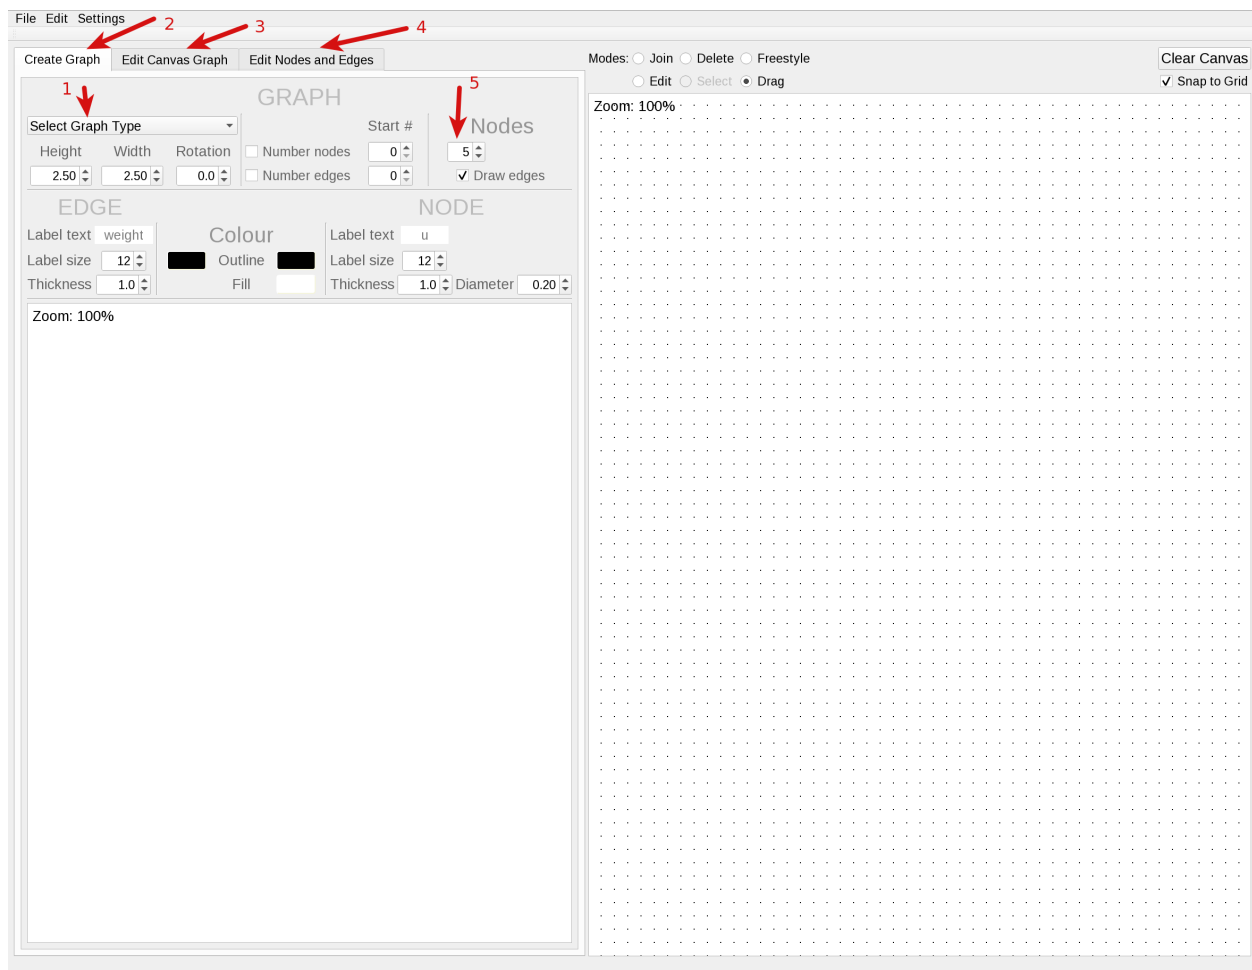 File Edit Settings
2 3 4
Create Graph Edit Canvas Graph Edit Nodes and Edges
Modes: Join Delete Freestyle Clear Canvas
Edit Select Drag Snap to Grid
1 5
GRAPH
Zoom: 100%
Select Graph Type Start # Nodes
Height Width Rotation Number nodes 0 5
2.50 2.50 0.0 Number edges 0 Draw edges
EDGE NODE
Label text weight Colour Label text u
Label size 12 Outline Label size 12
Thickness 1.0 Fill Thickness 1.0 Diameter 0.20
Zoom: 100%